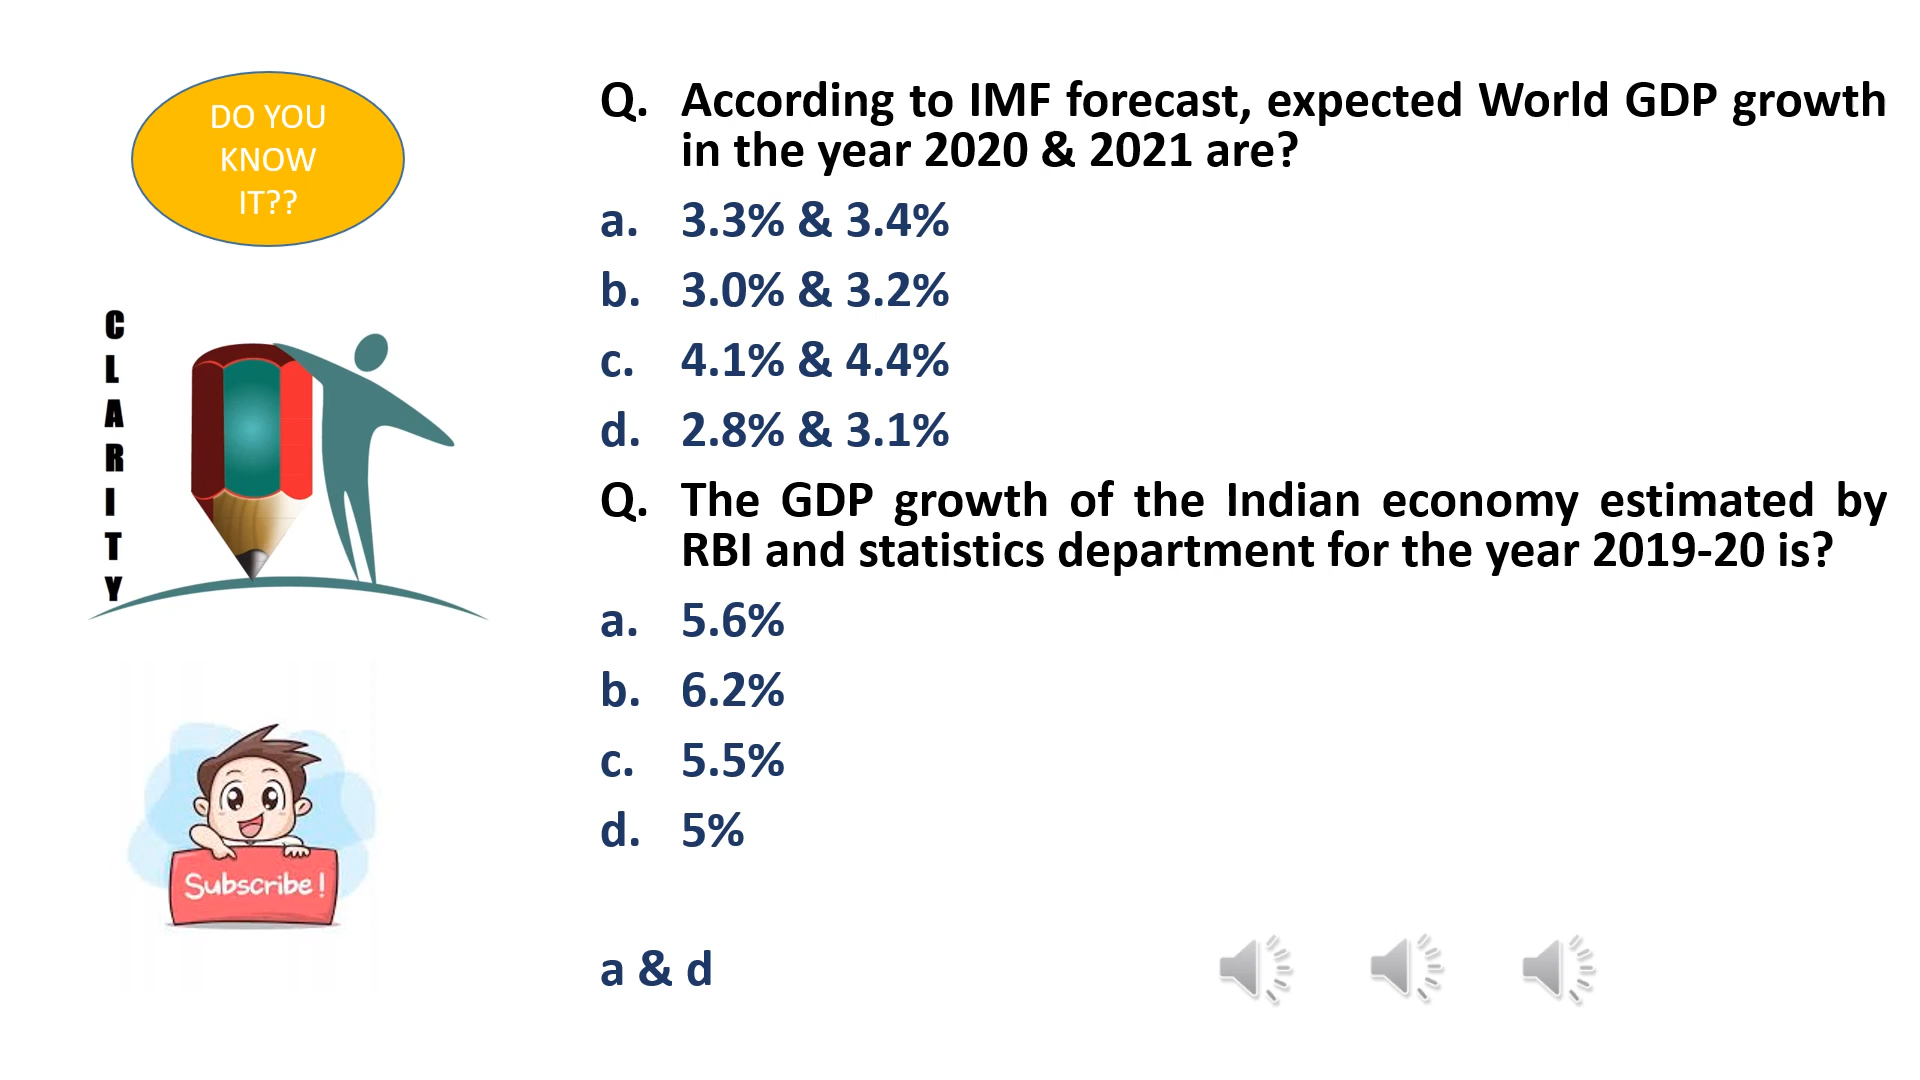 DO YOU
KNOW
IT??
C
L
A
R
I
T
Y
Subscribe!
Q. According to IMF forecast, expected World GDP growth
in the year 2020 & 2021 are?
a. 3.3% & 3.4%
b. 3.0% & 3.2%
c. 4.1% & 4.4%
d. 2.8% & 3.1%
Q. The GDP growth of the Indian economy estimated by
RBI and statistics department for the year 2019-20 is?
a. 5.6%
b. 6.2%
c. 5.5%
d. 5%
a & d